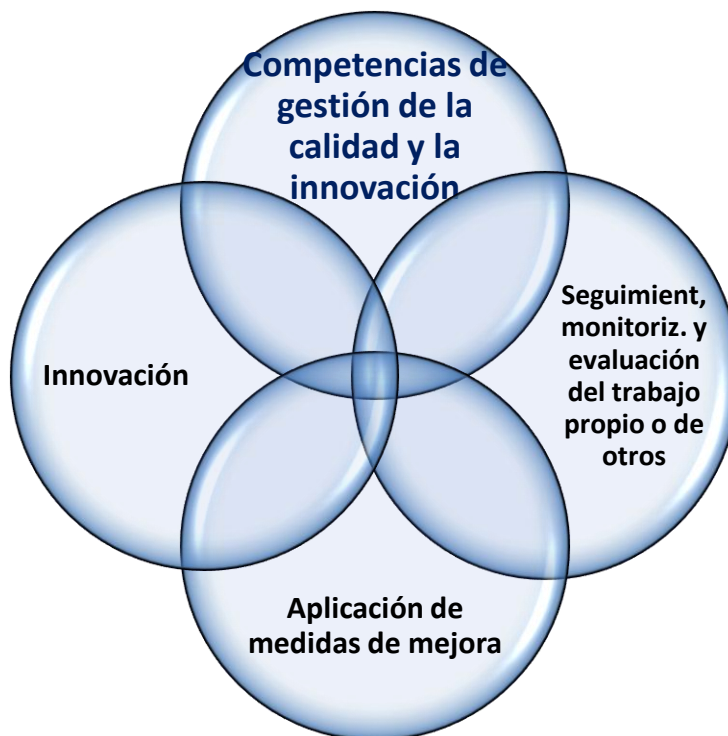 Competencias de
gestión de la
calidad y la
innovación
Seguimient,
monitoriz. y
evaluación
del trabajo
propio o de
otros
Innovación
Aplicación de
medidas de mejora